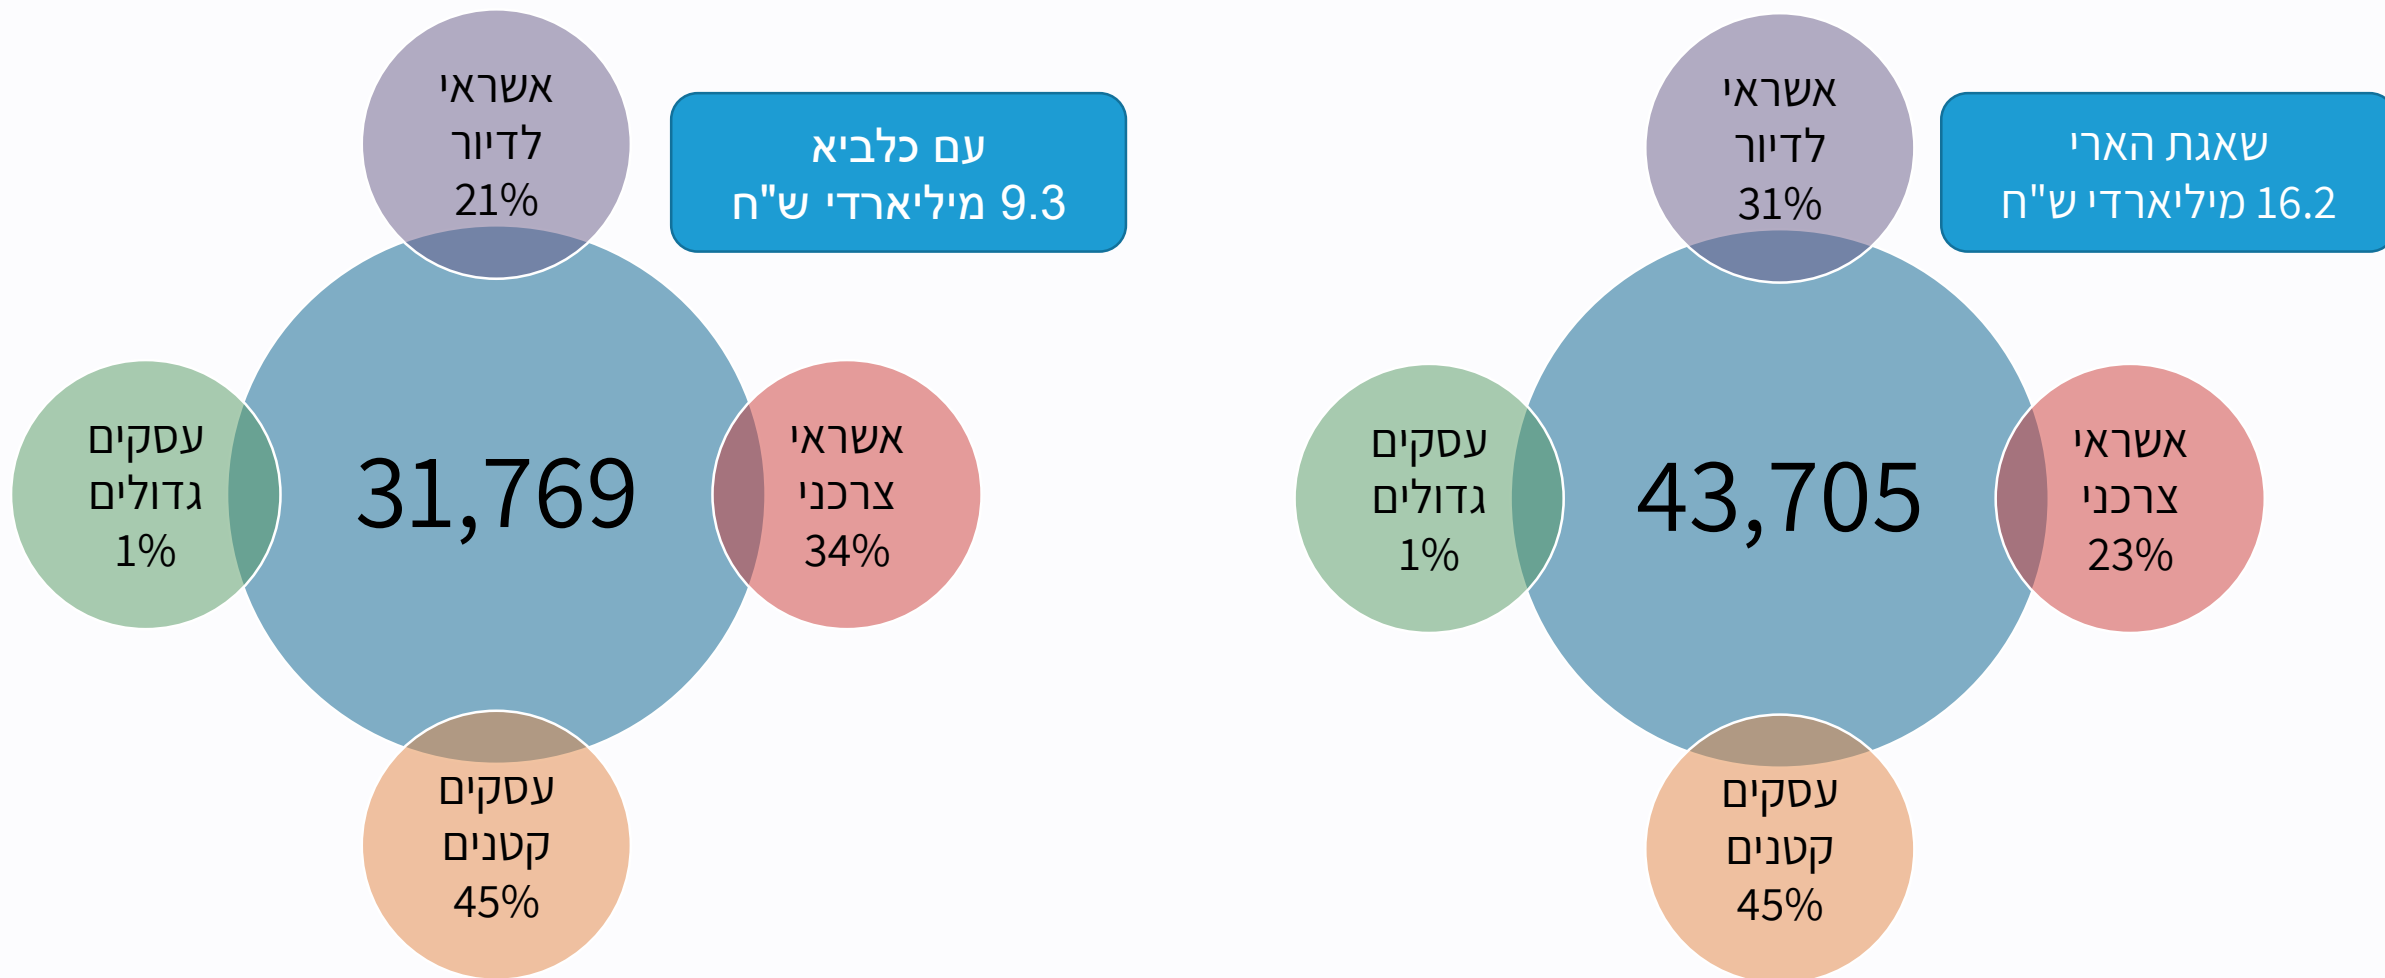 שאגת הארי
16.2 מיליארדי ש"ח
אשראי
לדיור
31%
עסקים
גדולים
1%
43,705
אשראי
צרכני
23%
עסקים
קטנים
45%
עם כלביא
9.3 מיליארדי ש"ח
אשראי
לדיור
21%
עסקים
גדולים
1%
31,769
אשראי
צרכני
34%
עסקים
קטנים
45%